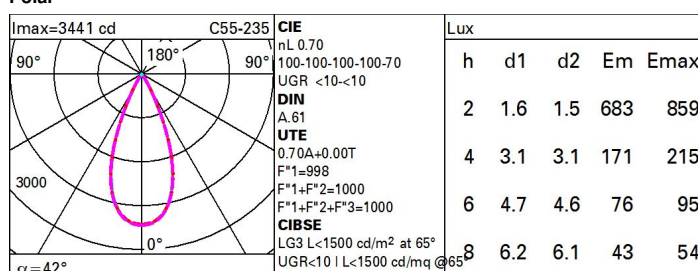 Polar
Imax=3441 cd C55-235
90° 180° 90°
3000
0°
α=42°
CIE
nL 0.70
100-100-100-100-70
UGR <10-<10
DIN
A.61
UTE
0.70A+0.00T
F"1=998
F"1+F"2=1000
F"1+F"2+F"3=1000
CIBSE
LG3 L<1500 cd/m² at 65°
UGR<10 | L<1500 cd/mq @65°
Lux
h d1 d2 Em Emax
2 1.6 1.5 683 859
4 3.1 3.1 171 215
6 4.7 4.6 76 95
8 6.2 6.1 43 54